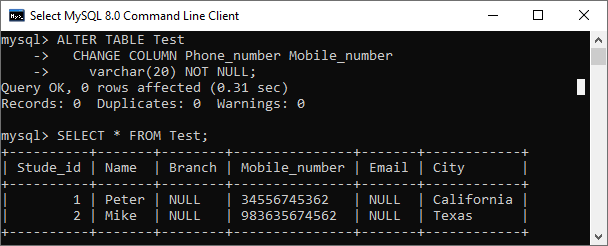 Select MySQL 8.0 Command Line Client
mysql> ALTER TABLE Test
    ->   CHANGE COLUMN Phone_number Mobile_number
    ->     varchar(20) NOT NULL;
Query OK, 0 rows affected (0.31 sec)
Records: 0  Duplicates: 0  Warnings: 0

mysql> SELECT * FROM Test;
+----------+-------+--------+---------------+-------+------------+
| Stude_id | Name  | Branch | Mobile_number | Email | City       |
+----------+-------+--------+---------------+-------+------------+
|        1 | Peter | NULL   | 34556745362   | NULL  | California |
|        2 | Mike  | NULL   | 983635674562  | NULL  | Texas      |
+----------+-------+--------+---------------+-------+------------+